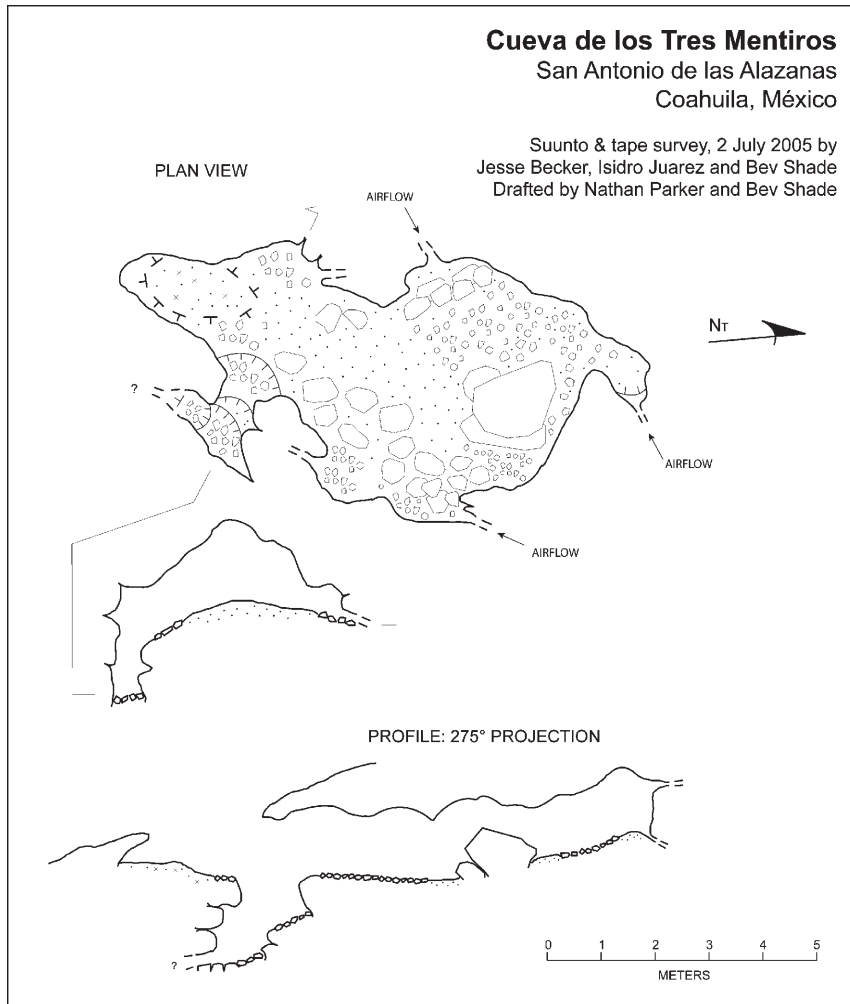 Cueva de los Tres Mentiros
San Antonio de las Alazanas
Coahuila, México
Suunto & tape survey, 2 July 2005 by
Jesse Becker, Isidro Juarez and Bev Shade
Drafted by Nathan Parker and Bev Shade
PLAN VIEW
AIRFLOW
NT
?
AIRFLOW
AIRFLOW
PROFILE: 275° PROJECTION
?
0 1 2 3 4 5
METERS